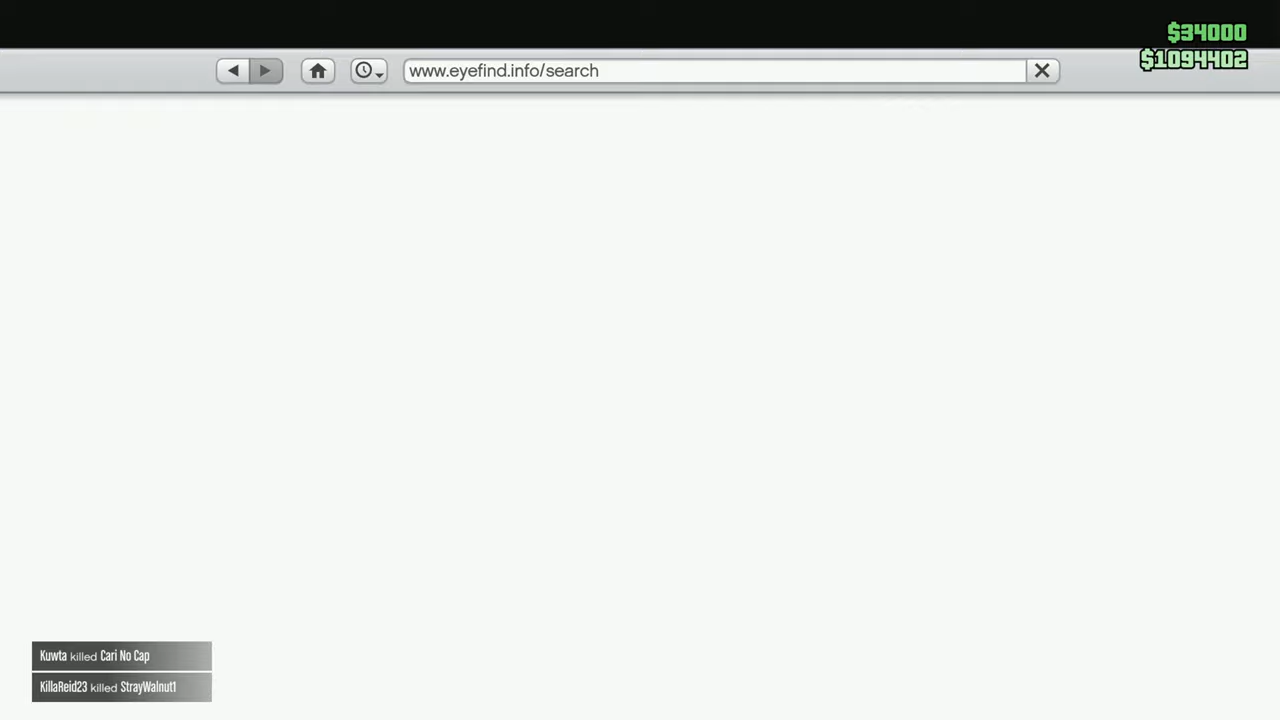 $34000
www.eyefind.info/search
$1094402
Kuwta killed Cari No Cap
KillaReid23 killed StrayWalnut1